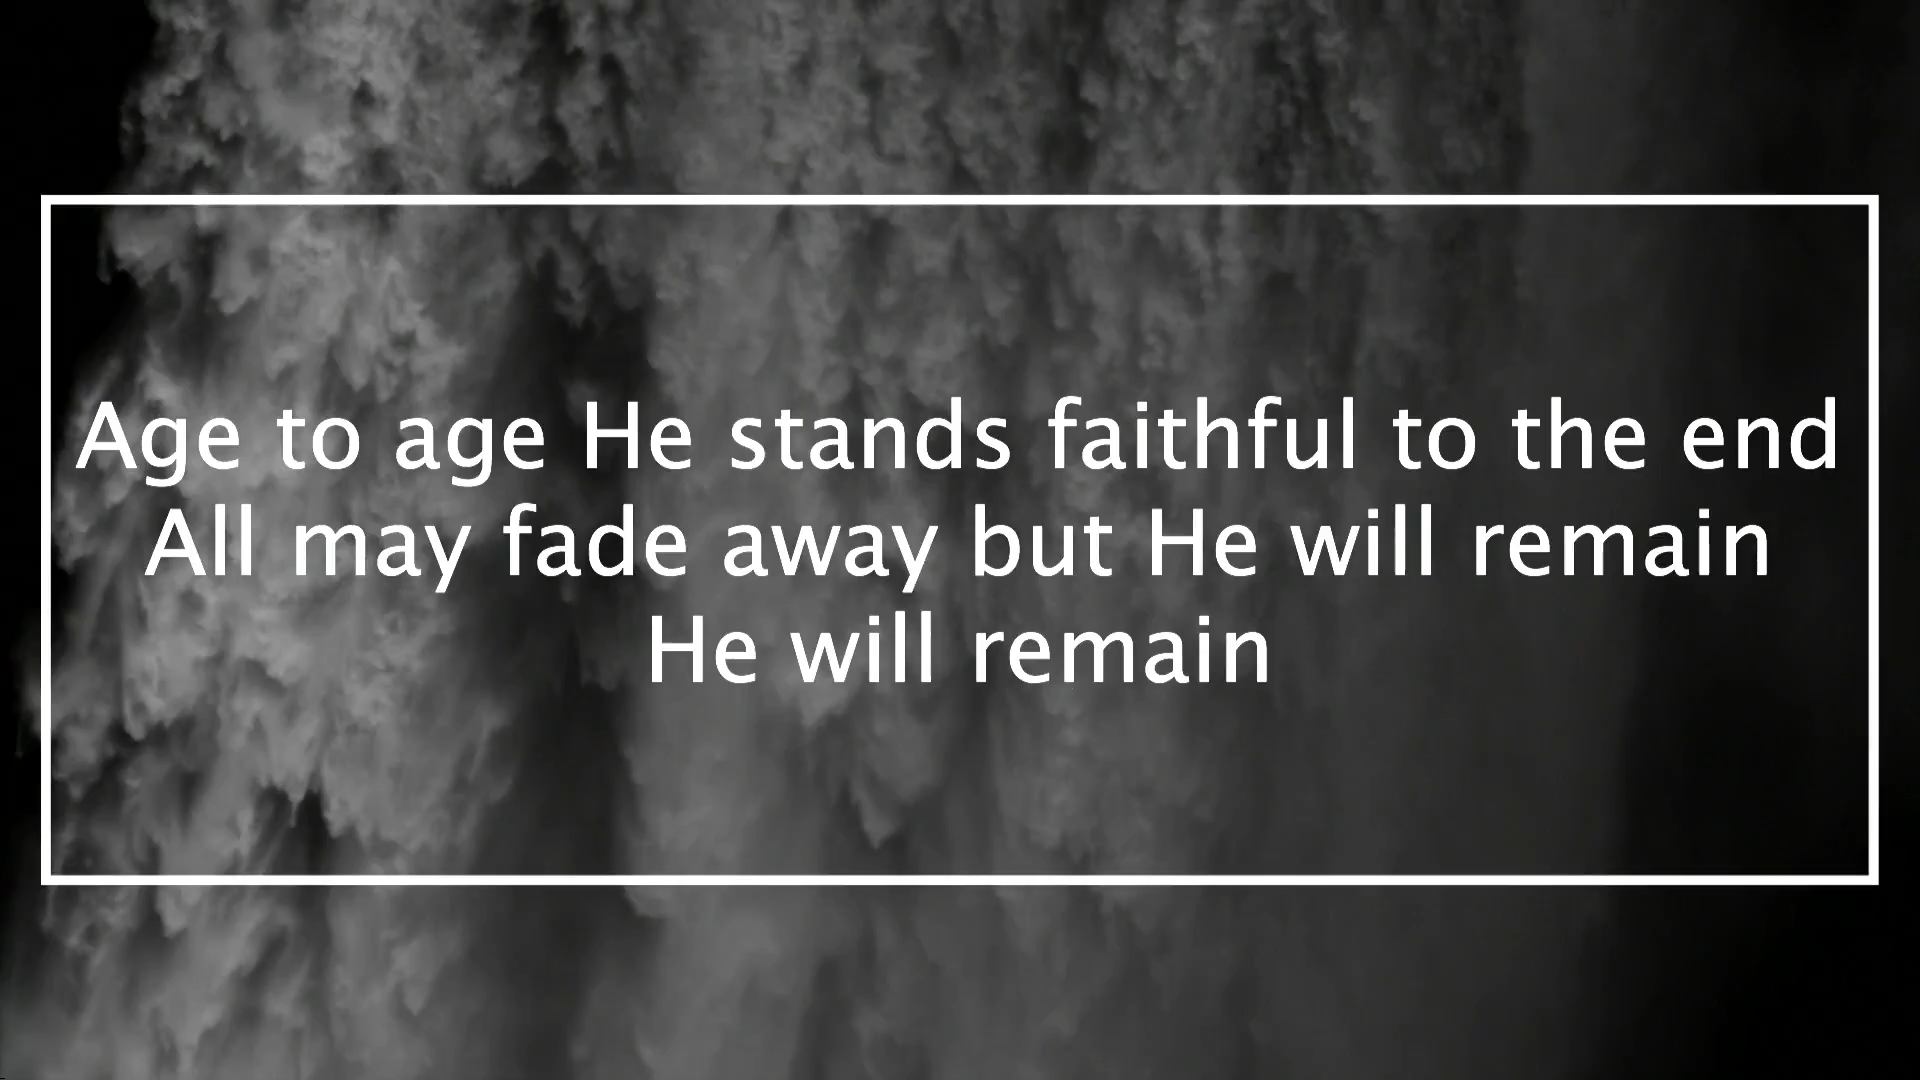 Age to age He stands faithful to the end
All may fade away but He will remain
He will remain